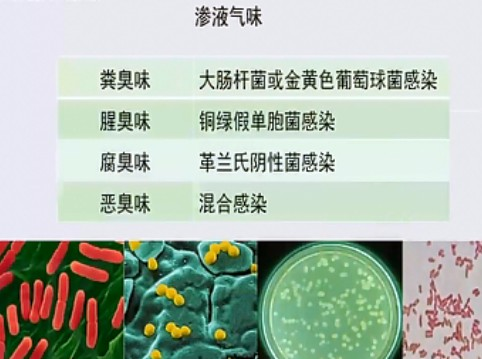 渗液气味
粪臭味 大肠杆菌或金黄色葡萄球菌感染
腥臭味 铜绿假单胞菌感染
腐臭味 革兰氏阴性菌感染
恶臭味 混合感染